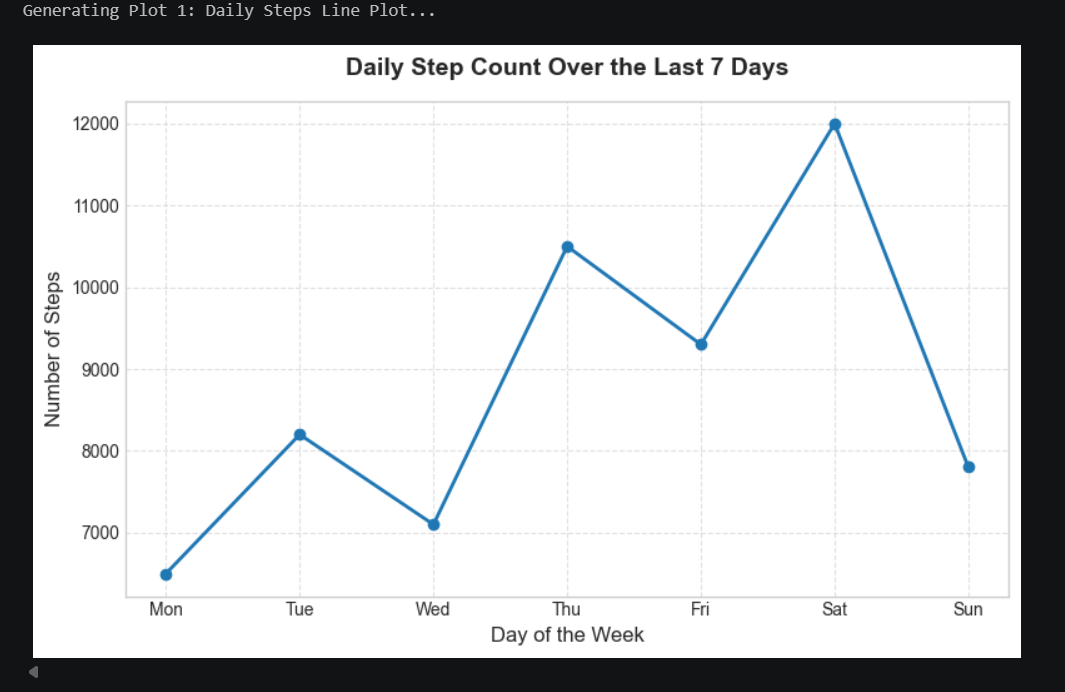 Generating Plot 1: Daily Steps Line Plot...
Daily Step Count Over the Last 7 Days
Number of Steps
12000
11000
10000
9000
8000
7000
Mon Tue Wed Thu Fri Sat Sun
Day of the Week